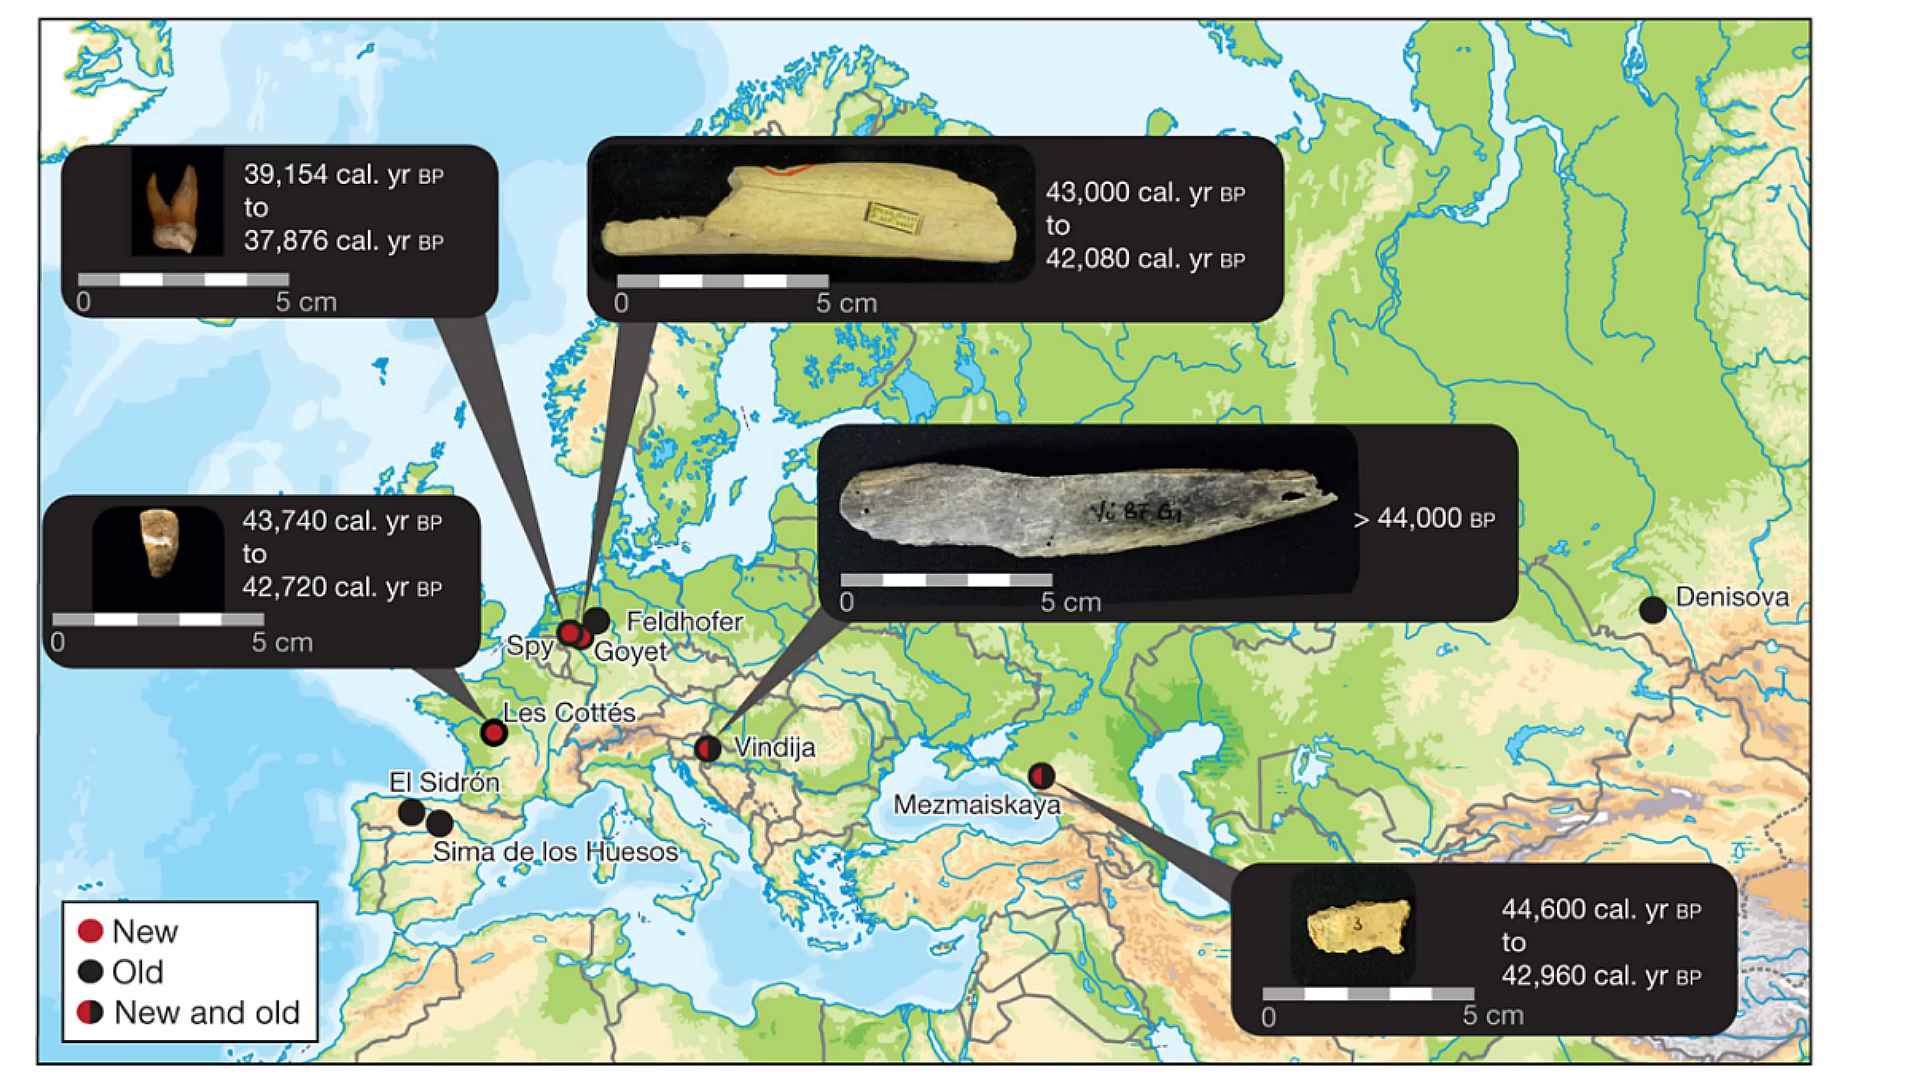 39,154 cal. yr BP
to
37,876 cal. yr BP
0 5 cm
43,000 cal. yr BP
to
42,080 cal. yr BP
0 5 cm
43,740 cal. yr BP
to
42,720 cal. yr BP
0 5 cm
Vi 87 G1
> 44,000 BP
0 5 cm
Denisova
Feldhofer
Spy
Goyet
Les Cottés
Vindija
El Sidrón
Mezmaiskaya
Sima de los Huesos
3
44,600 cal. yr BP
to
42,960 cal. yr BP
0 5 cm
New
Old
New and old